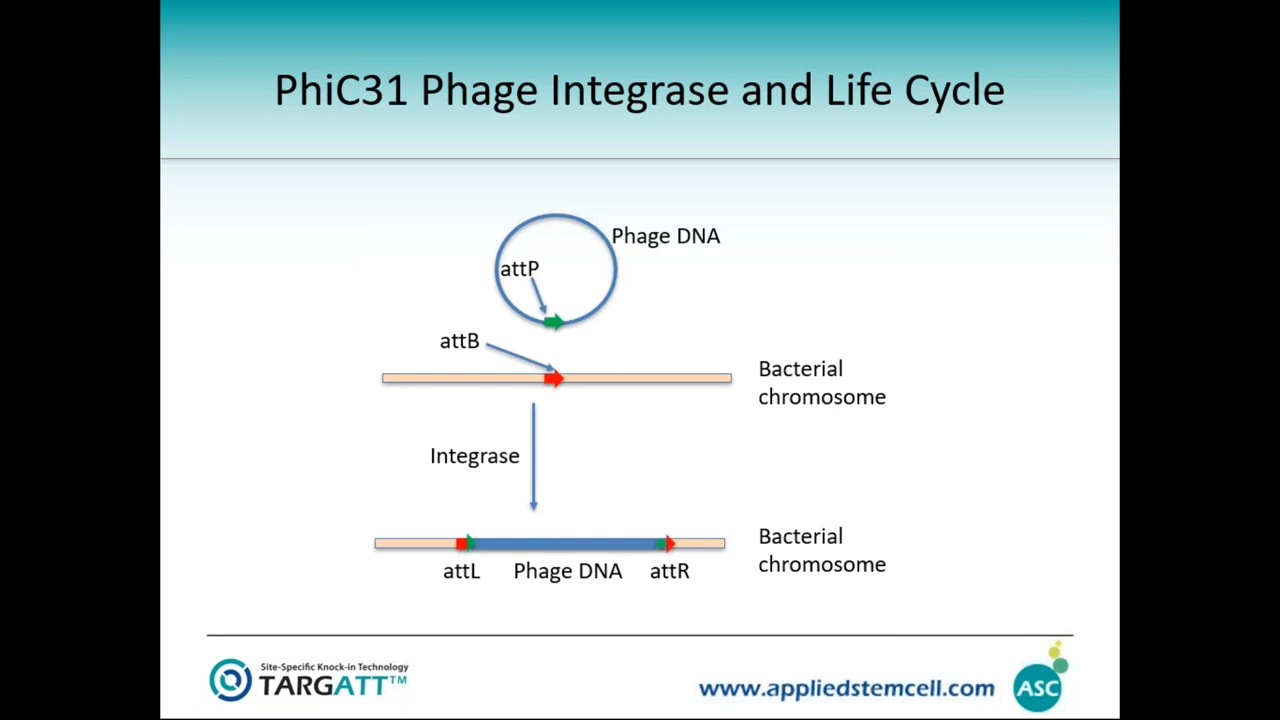 PhiC31 Phage Integrase and Life Cycle
Phage DNA
attP
attB
Bacterial
chromosome
Integrase
Bacterial
chromosome
attL
Phage DNA
attR
Site-Specific Knock-in Technology
TARGATT™
www.appliedstemcell.com
ASC